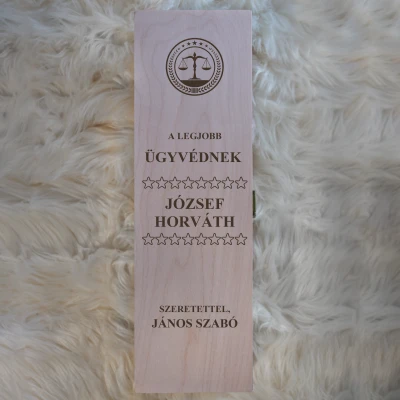 A LEGJOBB
ÜGYVÉDNEK
JÓZSEF
HORVÁTH
SZERETETTEL,
JÁNOS SZABÓ